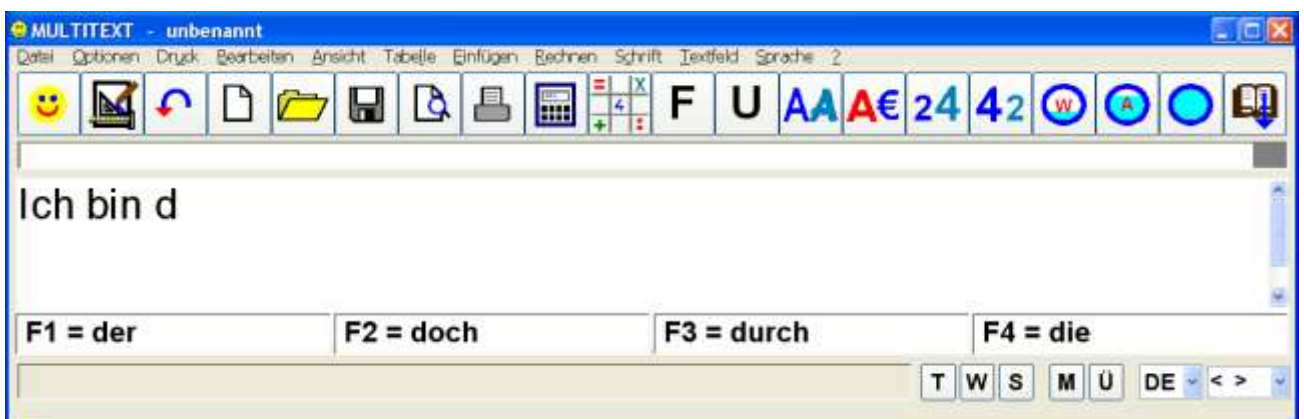 MULTITEXT - unbenannt
Datei Optionen Druck Bearbeiten Ansicht Tabelle Einfügen Rechnen Schrift Textfeld Sprache ?
= X 4 + : F U AA A€ 24 42 W A
Ich bin d
F1 = der F2 = doch F3 = durch F4 = die
T W S M Ü DE < >